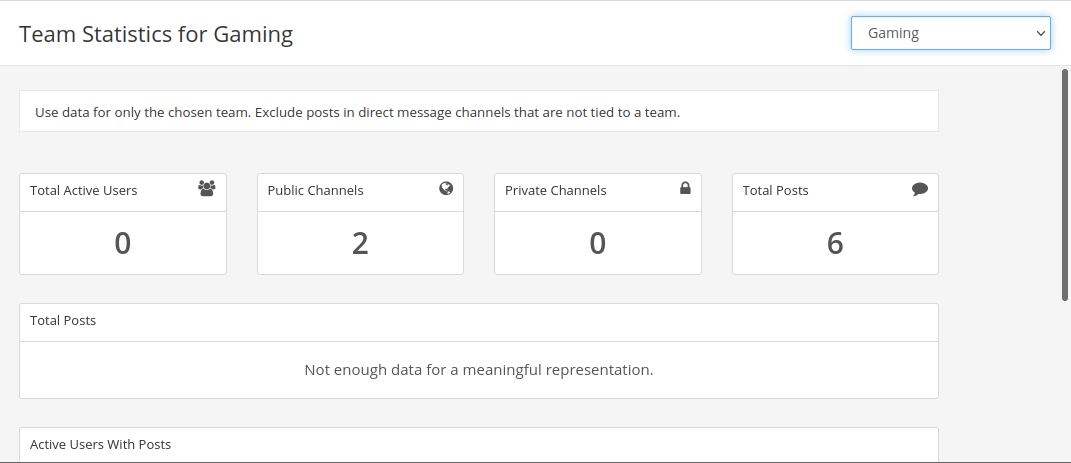 Team Statistics for Gaming
Gaming
Use data for only the chosen team. Exclude posts in direct message channels that are not tied to a team.
Total Active Users
0
Public Channels
2
Private Channels
0
Total Posts
6
Total Posts
Not enough data for a meaningful representation.
Active Users With Posts